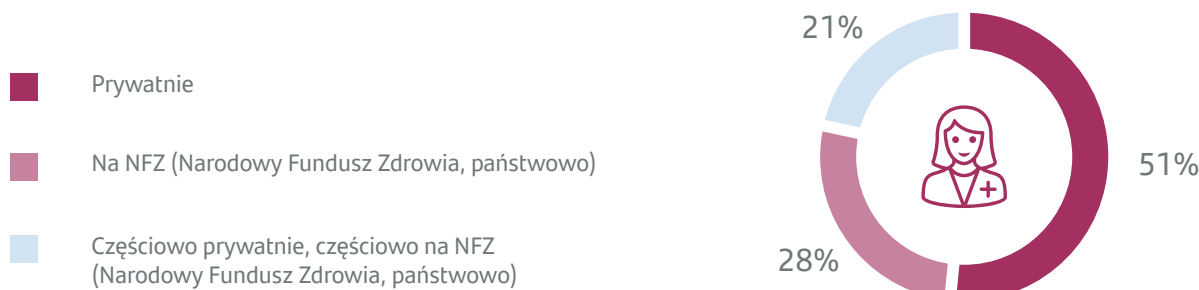 21%
Prywatnie
51%
Na NFZ (Narodowy Fundusz Zdrowia, państwowo)
Częściowo prywatnie, częściowo na NFZ
(Narodowy Fundusz Zdrowia, państwowo)
28%